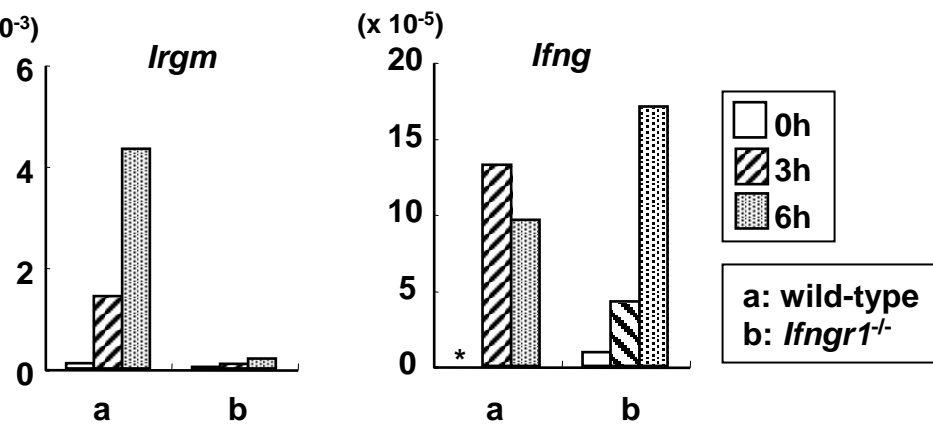 0-3)
Irgm
6
4
2
0
a b
(x 10-5)
Ifng
20
15
10
5
0
*
a b
0h
3h
6h
a: wild-type
b: Ifngr1-/-